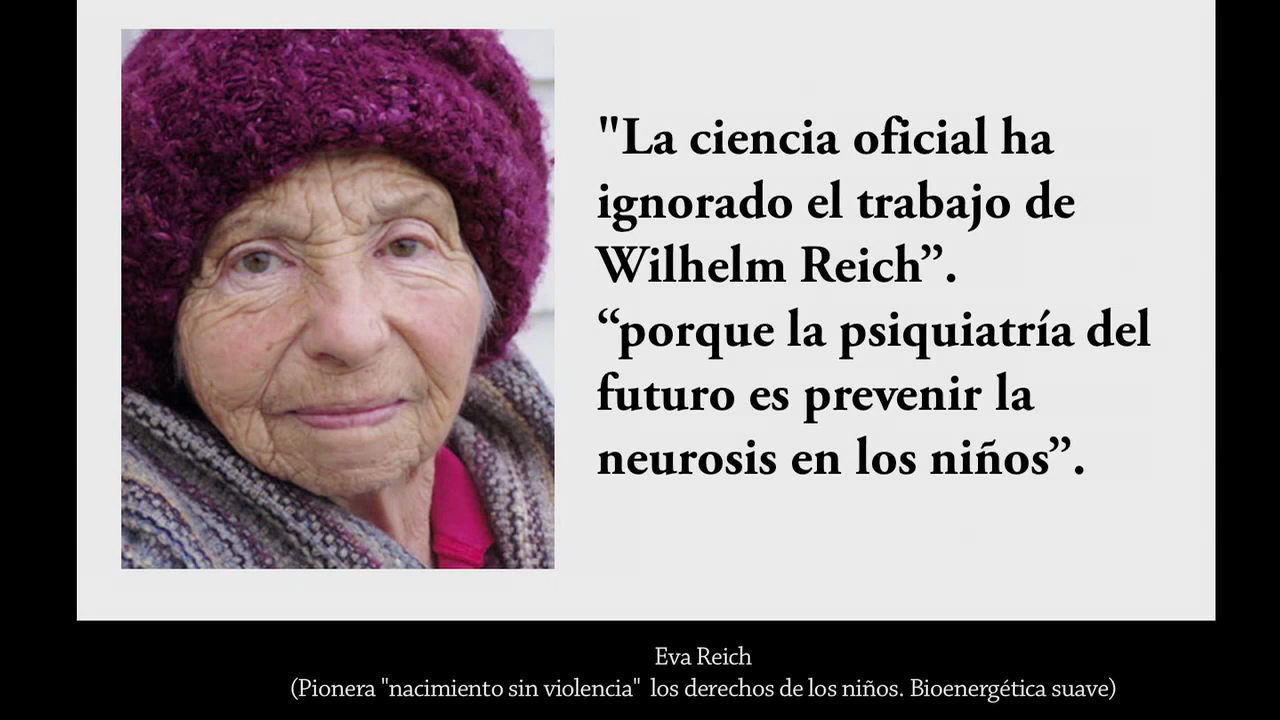 "La ciencia oficial ha
ignorado el trabajo de
Wilhelm Reich”.
“porque la psiquiatría del
futuro es prevenir la
neurosis en los niños”.
Eva Reich
(Pionera "nacimiento sin violencia" los derechos de los niños. Bioenergética suave)